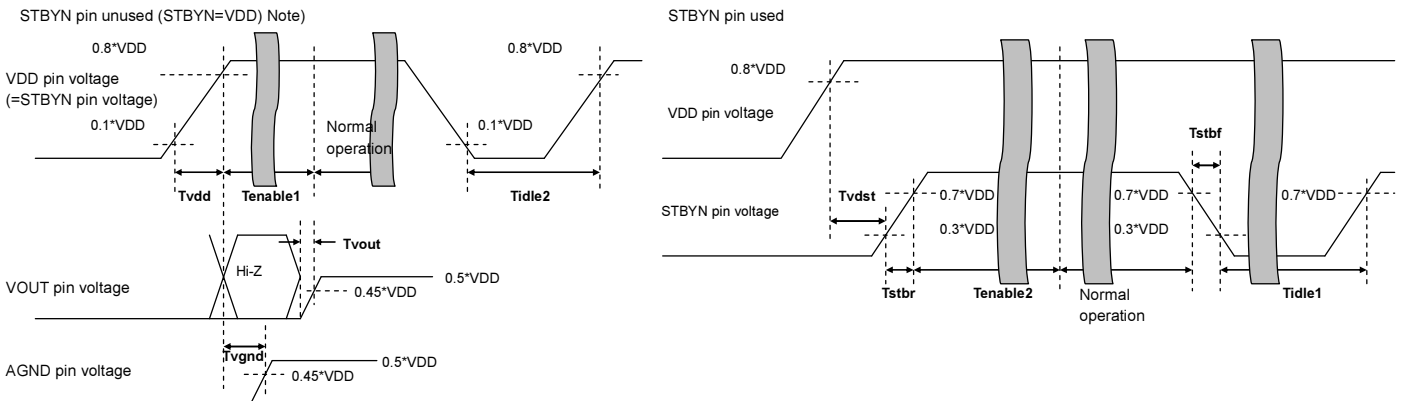 STBYN pin unused (STBYN=VDD) Note)
0.8*VDD
0.8*VDD
VDD pin voltage
(=STBYN pin voltage)
0.1*VDD
Normal
operation
0.1*VDD
Tvdd
Tenable1
Tidle2
Tvout
Hi-Z
VOUT pin voltage
0.45*VDD
0.5*VDD
Tvgnd
AGND pin voltage
0.45*VDD
0.5*VDD
STBYN pin used
0.8*VDD
VDD pin voltage
Tstbf
Tvdst
STBYN pin voltage
0.7*VDD
0.7*VDD
0.7*VDD
0.3*VDD
0.3*VDD
Tstbr
Tenable2
Normal
operation
Tidle1